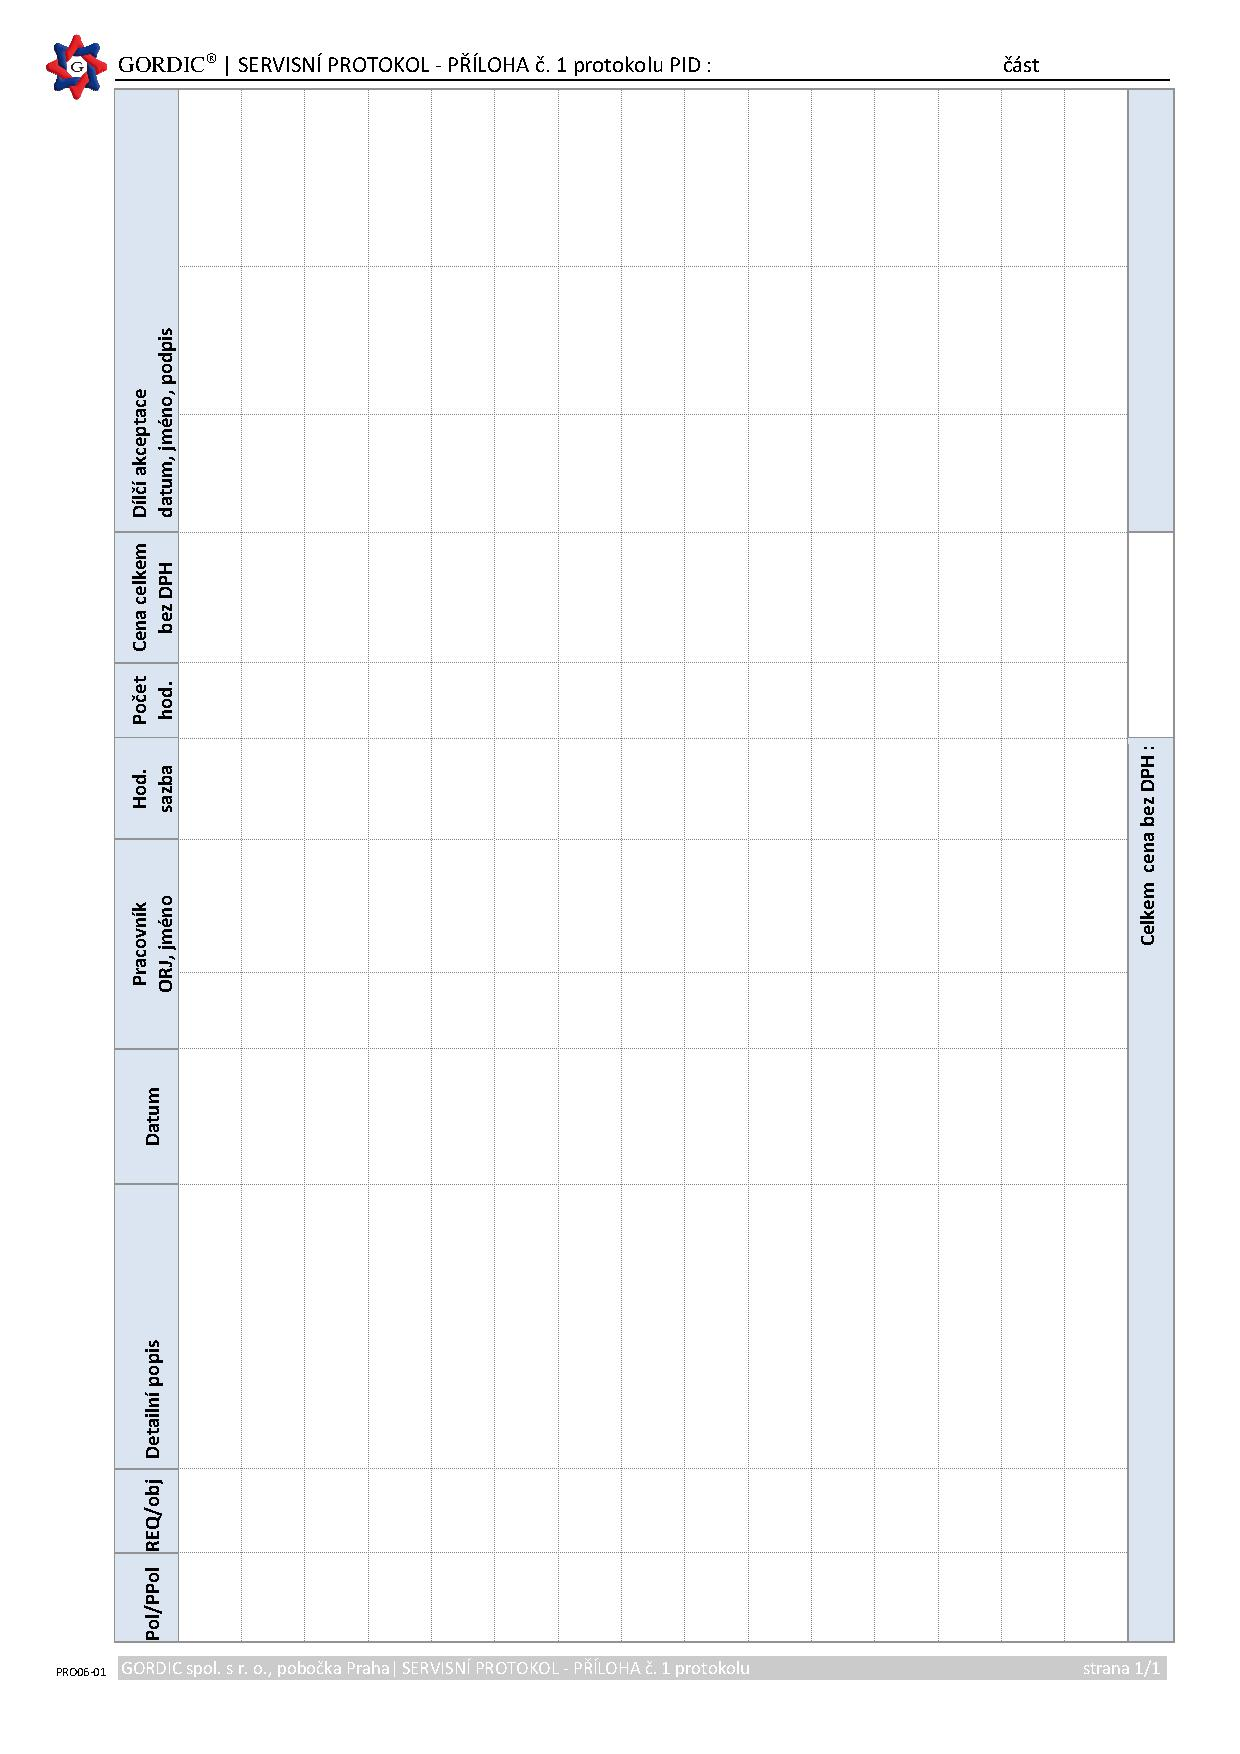 G
GORDIC® | SERVISNÍ PROTOKOL - PŘÍLOHA č. 1 protokolu PID : část
Pol/PPol
REQ/obj
Detailní popis
Datum
Pracovník
ORJ, jméno
Hod.
sazba
Počet
hod.
Cena celkem
bez DPH
Dílčí akceptace
datum, jméno, podpis
Celkem cena bez DPH :
PRO06-01
GORDIC spol. s r. o., pobočka Praha| SERVISNÍ PROTOKOL - PŘÍLOHA č. 1 protokolu strana 1/1